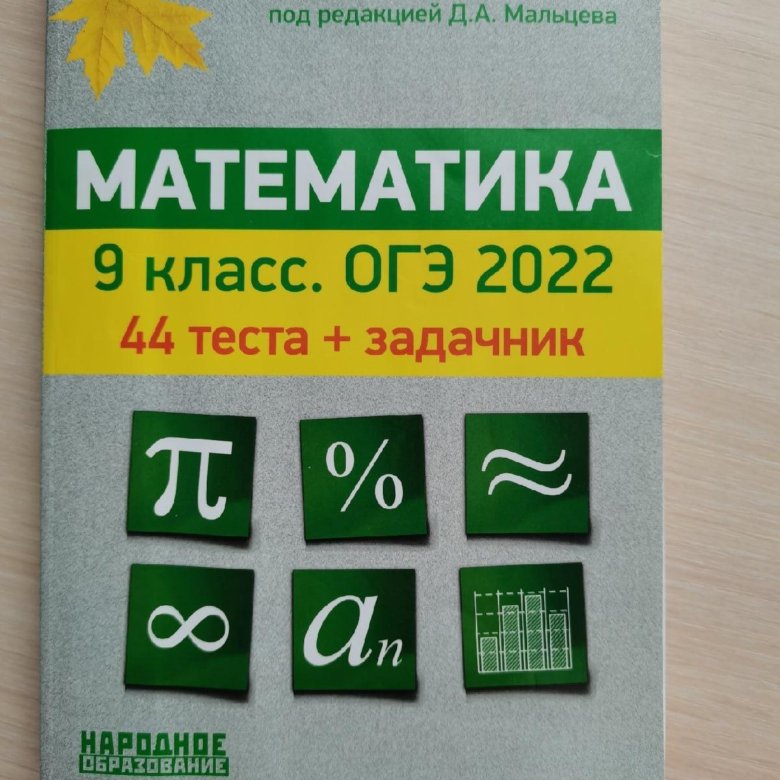 под редакцией Д.А. Мальцева
МАТЕМАТИКА
9 класс. ОГЭ 2022
44 теста + задачник
π % ≈
∞ an
НАРОДНОЕ
ОБРАЗОВАНИЕ